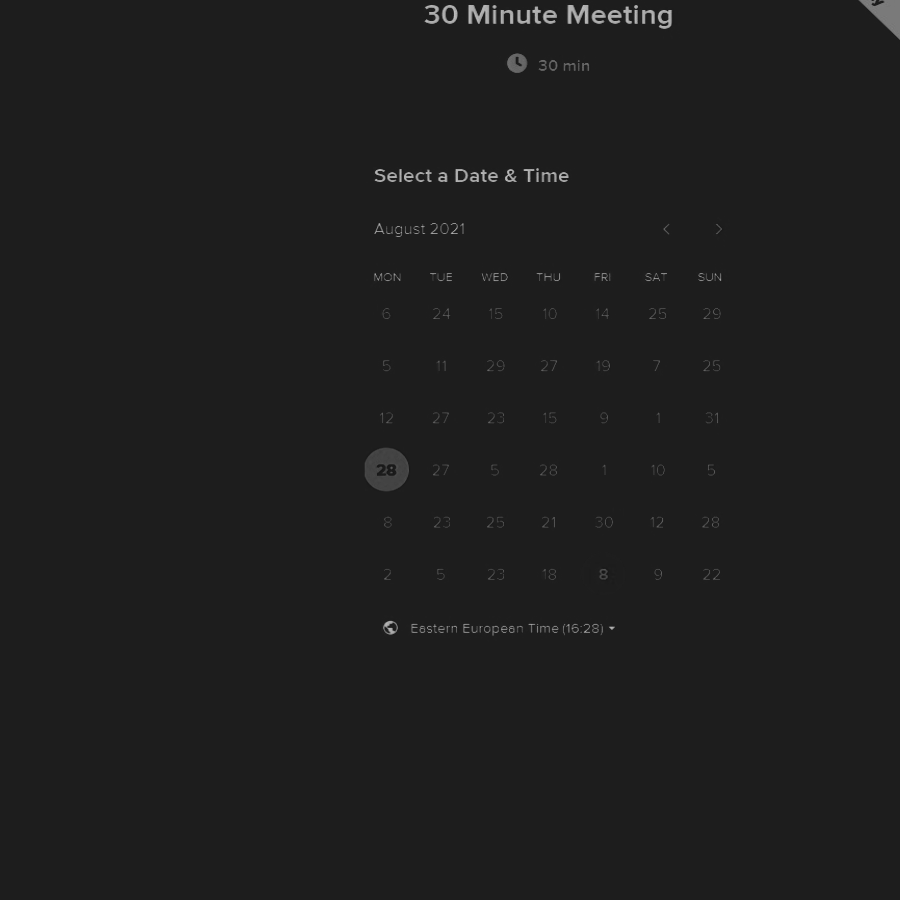 30 Minute Meeting
30 min
Select a Date & Time
August 2021
MON TUE WED THU FRI SAT SUN
6 24 15 10 14 25 29
5 11 29 27 19 7 25
12 27 23 15 9 1 31
28 27 5 28 1 10 5
8 23 25 21 30 12 28
2 5 23 18 8 9 22
Eastern European Time (16:28)